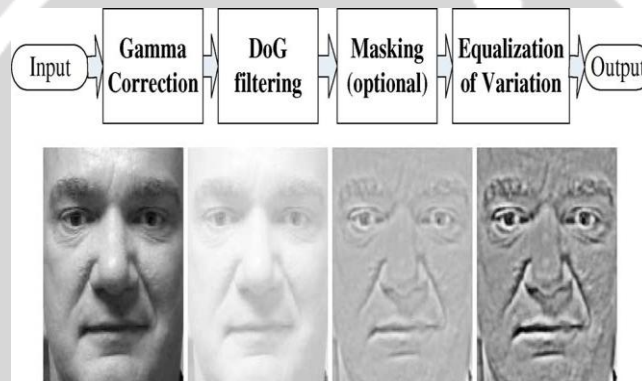 Input
Gamma
Correction
DoG
filtering
Masking
(optional)
Equalization
of Variation
Output